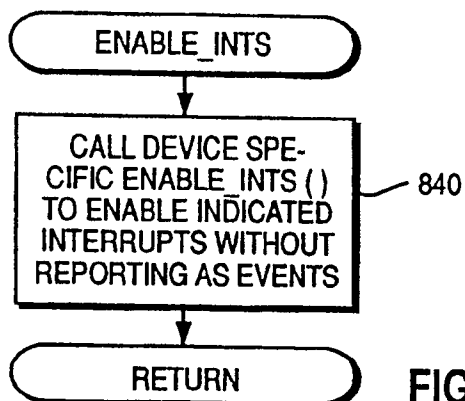 ENABLE_INTS
CALL DEVICE SPE-
CIFIC ENABLE_INTS ( )
TO ENABLE INDICATED
INTERRUPTS WITHOUT
REPORTING AS EVENTS
840
RETURN
FIG